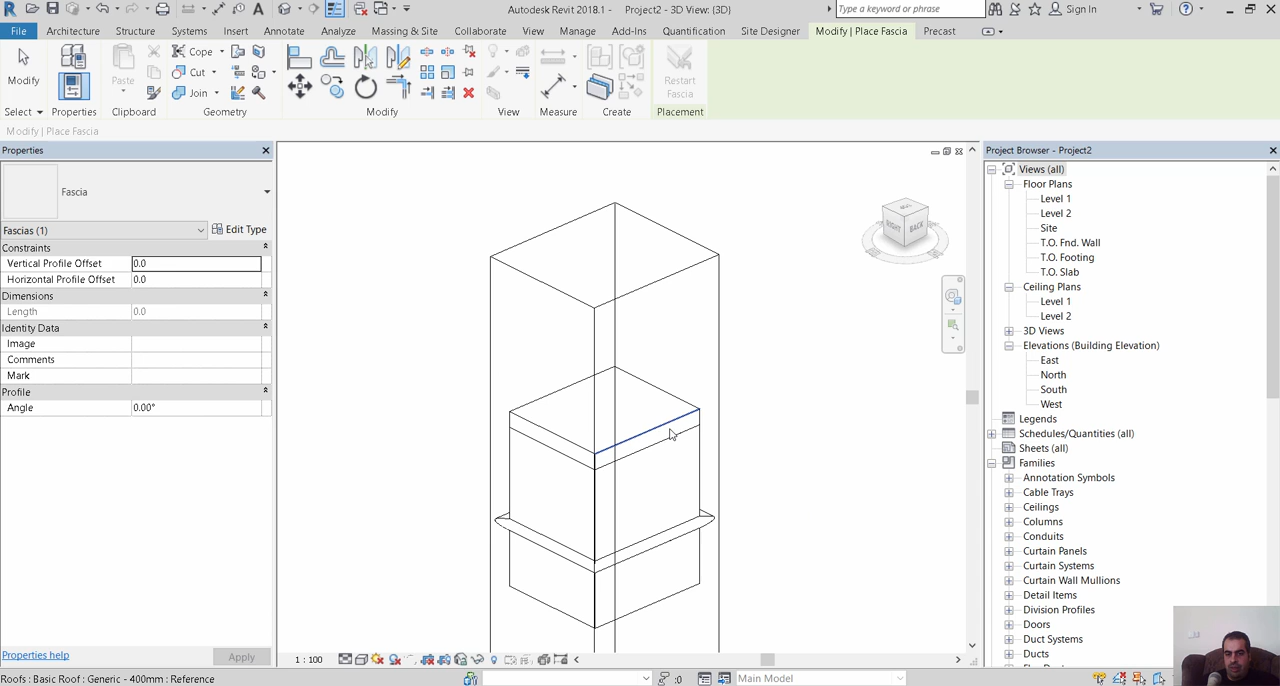 Autodesk Revit 2018.1 - Project2 - 3D View: {3D}
Type a keyword or phrase
Sign In
File Architecture Structure Systems Insert Annotate Analyze Massing & Site Collaborate View Manage Add-Ins Quantification Site Designer Modify | Place Fascia Precast
Modify
Paste
Cope
Cut
Join
Restart
Fascia
Select Properties Clipboard Geometry Modify View Measure Create Placement
Modify | Place Fascia
Properties
Fascia
Fascias (1)
Edit Type
Constraints
Vertical Profile Offset 0.0
Horizontal Profile Offset 0.0
Dimensions
Length 0.0
Identity Data
Image
Comments
Mark
Profile
Angle 0.00°
Properties help
Apply
RIGHT
BACK
1 : 100
Project Browser - Project2
Views (all)
Floor Plans
Level 1
Level 2
Site
T.O. Fnd. Wall
T.O. Footing
T.O. Slab
Ceiling Plans
Level 1
Level 2
3D Views
Elevations (Building Elevation)
East
North
South
West
Legends
Schedules/Quantities (all)
Sheets (all)
Families
Annotation Symbols
Cable Trays
Ceilings
Columns
Conduits
Curtain Panels
Curtain Systems
Curtain Wall Mullions
Detail Items
Division Profiles
Doors
Duct Systems
Ducts
Roofs : Basic Roof : Generic - 400mm : Reference
:0
Main Model